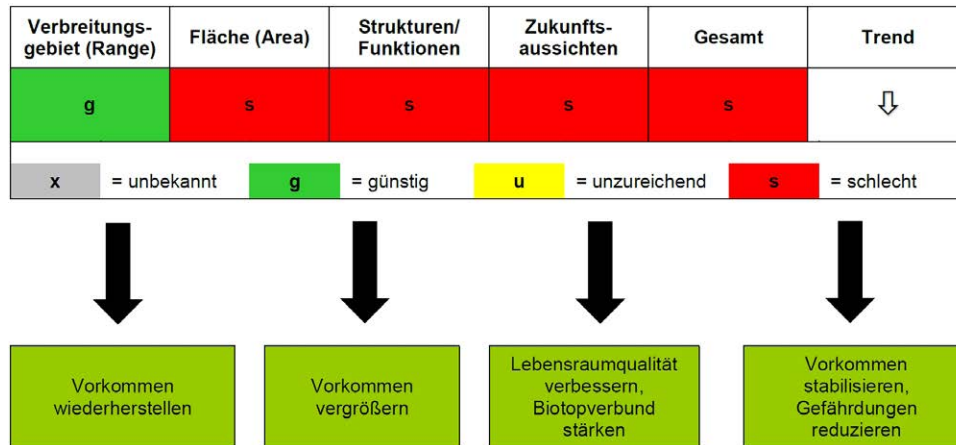 Verbreitungs-
gebiet (Range)
Fläche (Area)
Strukturen/
Funktionen
Zukunfts-
aussichten
Gesamt
Trend
g
s
s
s
s
x = unbekannt
g = günstig
u = unzureichend
s = schlecht
Vorkommen
wiederherstellen
Vorkommen
vergrößern
Lebensraumqualität
verbessern,
Biotopverbund
stärken
Vorkommen
stabilisieren,
Gefährdungen
reduzieren